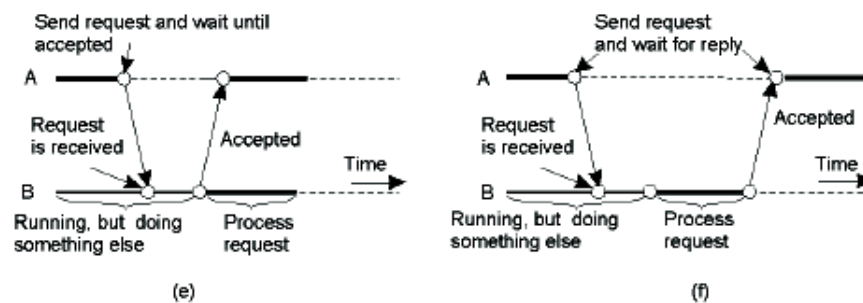 Send request and wait until
accepted
A
Request
is received
Accepted
Time
B
Running, but doing
something else
Process
request
(e)
Send request
and wait for reply
A
Request
is received
Accepted
Time
B
Running, but doing
something else
Process
request
(f)